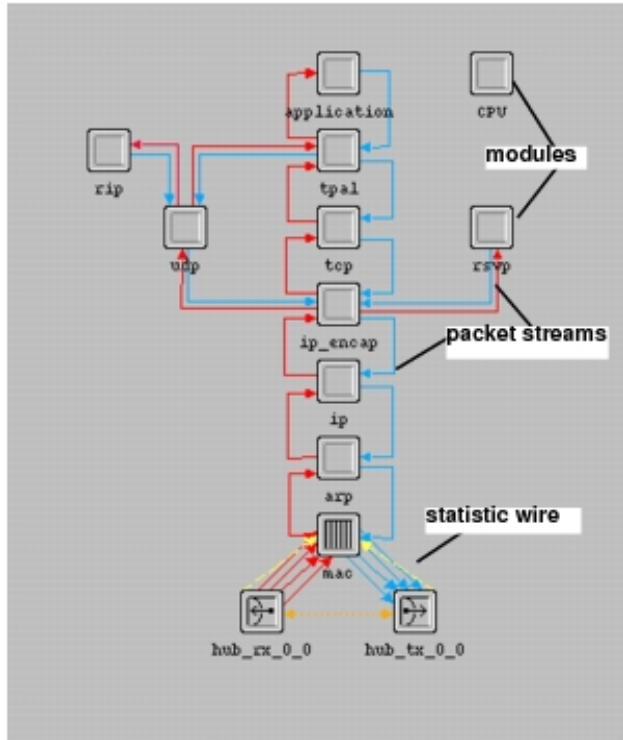 application
CPU
modules
rip
tpal
udp
tcp
rsvp
ip_encap
packet streams
ip
arp
statistic wire
mac
hub_rx_0_0
hub_tx_0_0